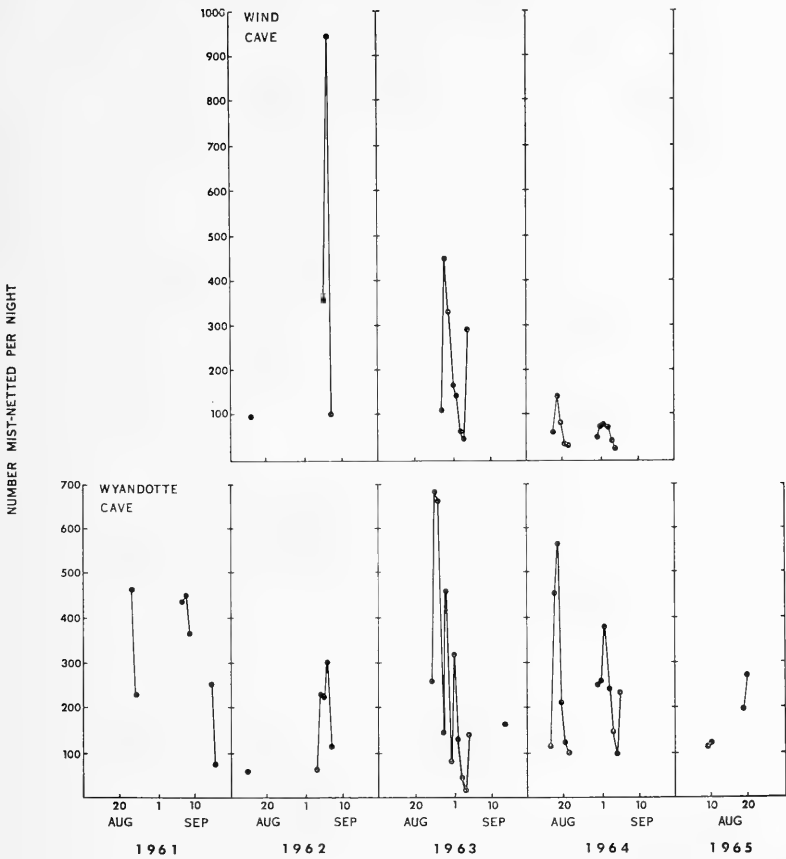 NUMBER MIST-NETTED PER NIGHT
WIND
CAVE
1000
900
800
700
600
500
400
300
200
100
WYANDOTTE
CAVE
700
600
500
400
300
200
100
20 1 10 20 1 10 20 1 10 20 1 10 10 20
AUG SEP AUG SEP AUG SEP AUG SEP AUG
1961 1962 1963 1964 1965